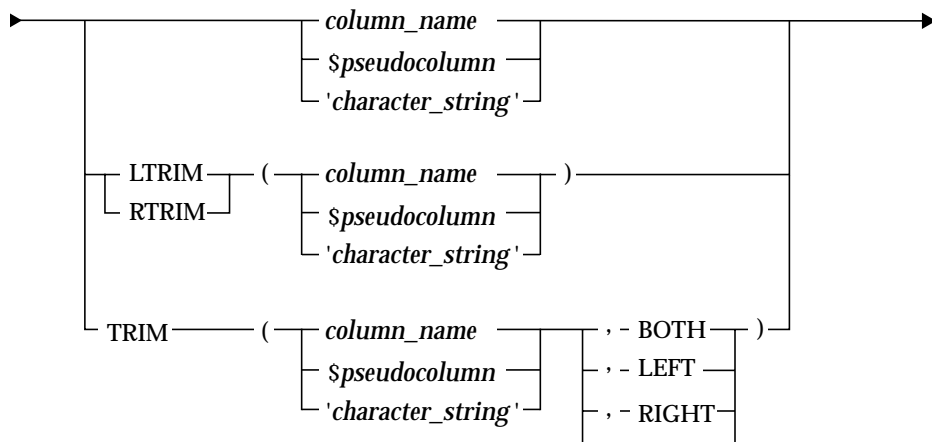 column_name
$pseudocolumn
'character_string'
LTRIM ( column_name )
RTRIM $pseudocolumn
'character_string'
TRIM ( column_name , BOTH )
$pseudocolumn , LEFT
'character_string' , RIGHT